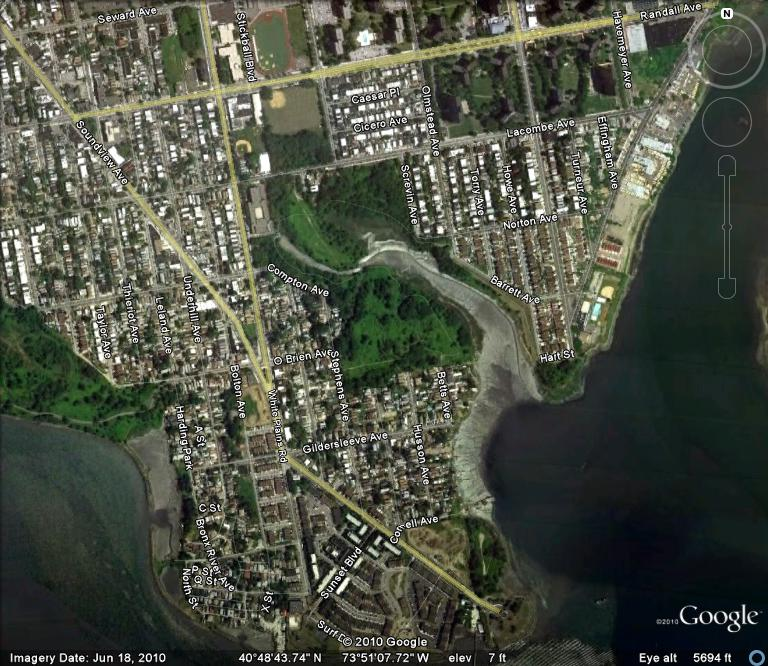 Seward Ave
Stickball Blvd
Havemeyer Ave
Randall Ave
N
Soundview Ave
Caesar Pl
Cicero Ave
Olmstead Ave
Lacombe Ave
Effingham Ave
Screvin Ave
Torry Ave
Howe Ave
Turneur Ave
Norton Ave
Compton Ave
Barrett Ave
Taylor Ave
Thieriot Ave
Leland Ave
Underhill Ave
O Brien Ave
Hart St
Bolton Ave
Stephens Ave
Betts Ave
White Plains Rd
Harding Park
A St
Gildersleeve Ave
Husson Ave
C St
Cornell Ave
Bronx River Ave
P St
Q St
North St
X St
Sunset Blvd
Surf
©2010 Google
© 2010 Google
Imagery Date: Jun 18, 2010 40°48'43.74" N 73°51'07.72" W elev 7 ft Eye alt 5694 ft